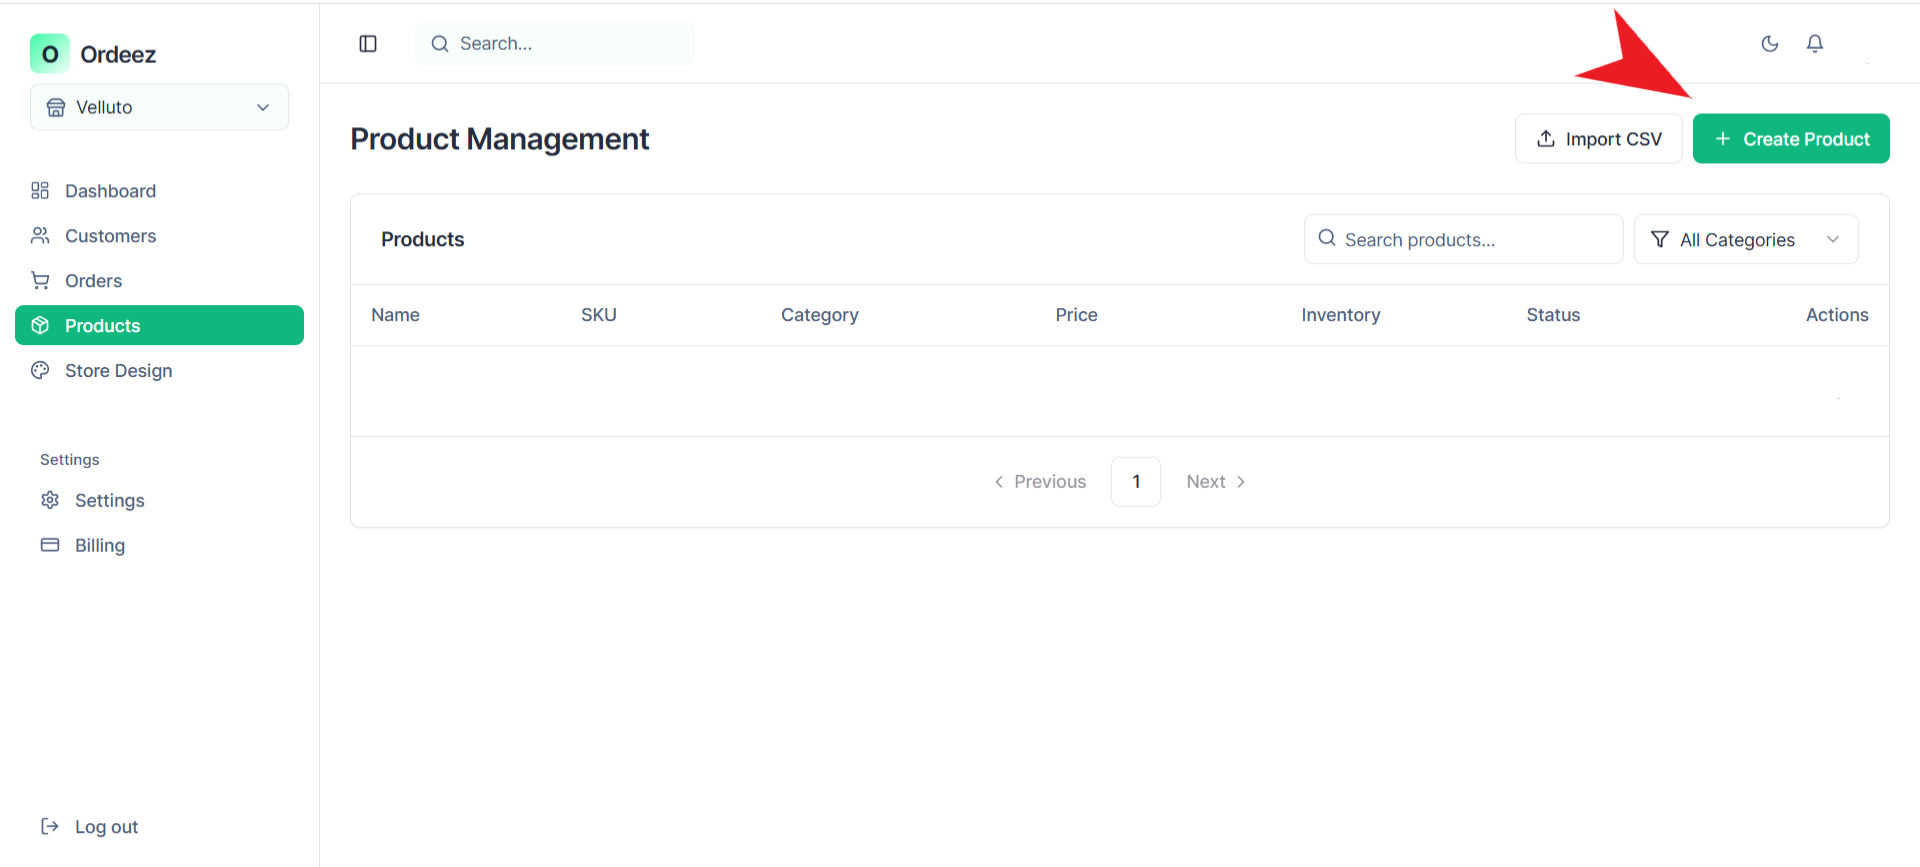 O Ordeez
Velluto
Dashboard
Customers
Orders
Products
Store Design
Settings
Settings
Billing
Log out
Search...
Product Management
Import CSV
Create Product
Products
Search products...
All Categories
Name SKU Category Price Inventory Status Actions
Previous 1 Next